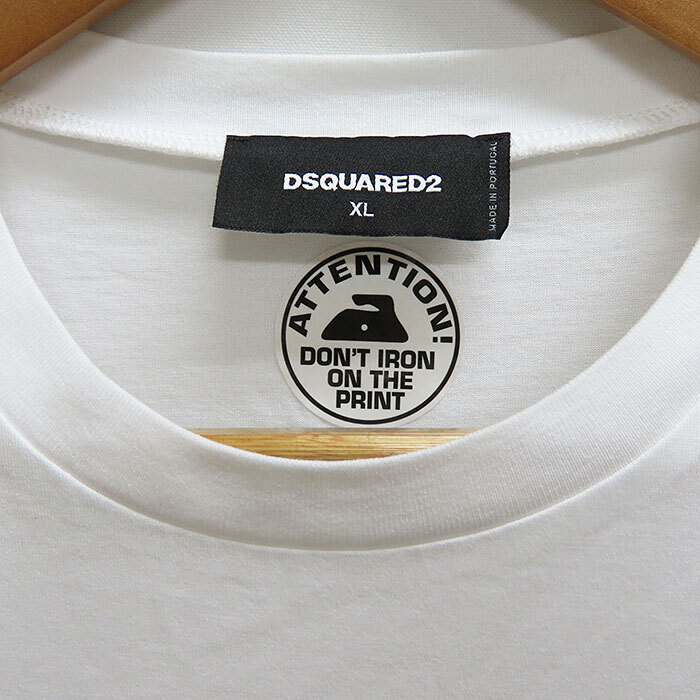 DSQUARED2
XL
MADE IN PORTUGAL
ATTENTION!
DON'T IRON
ON THE
PRINT